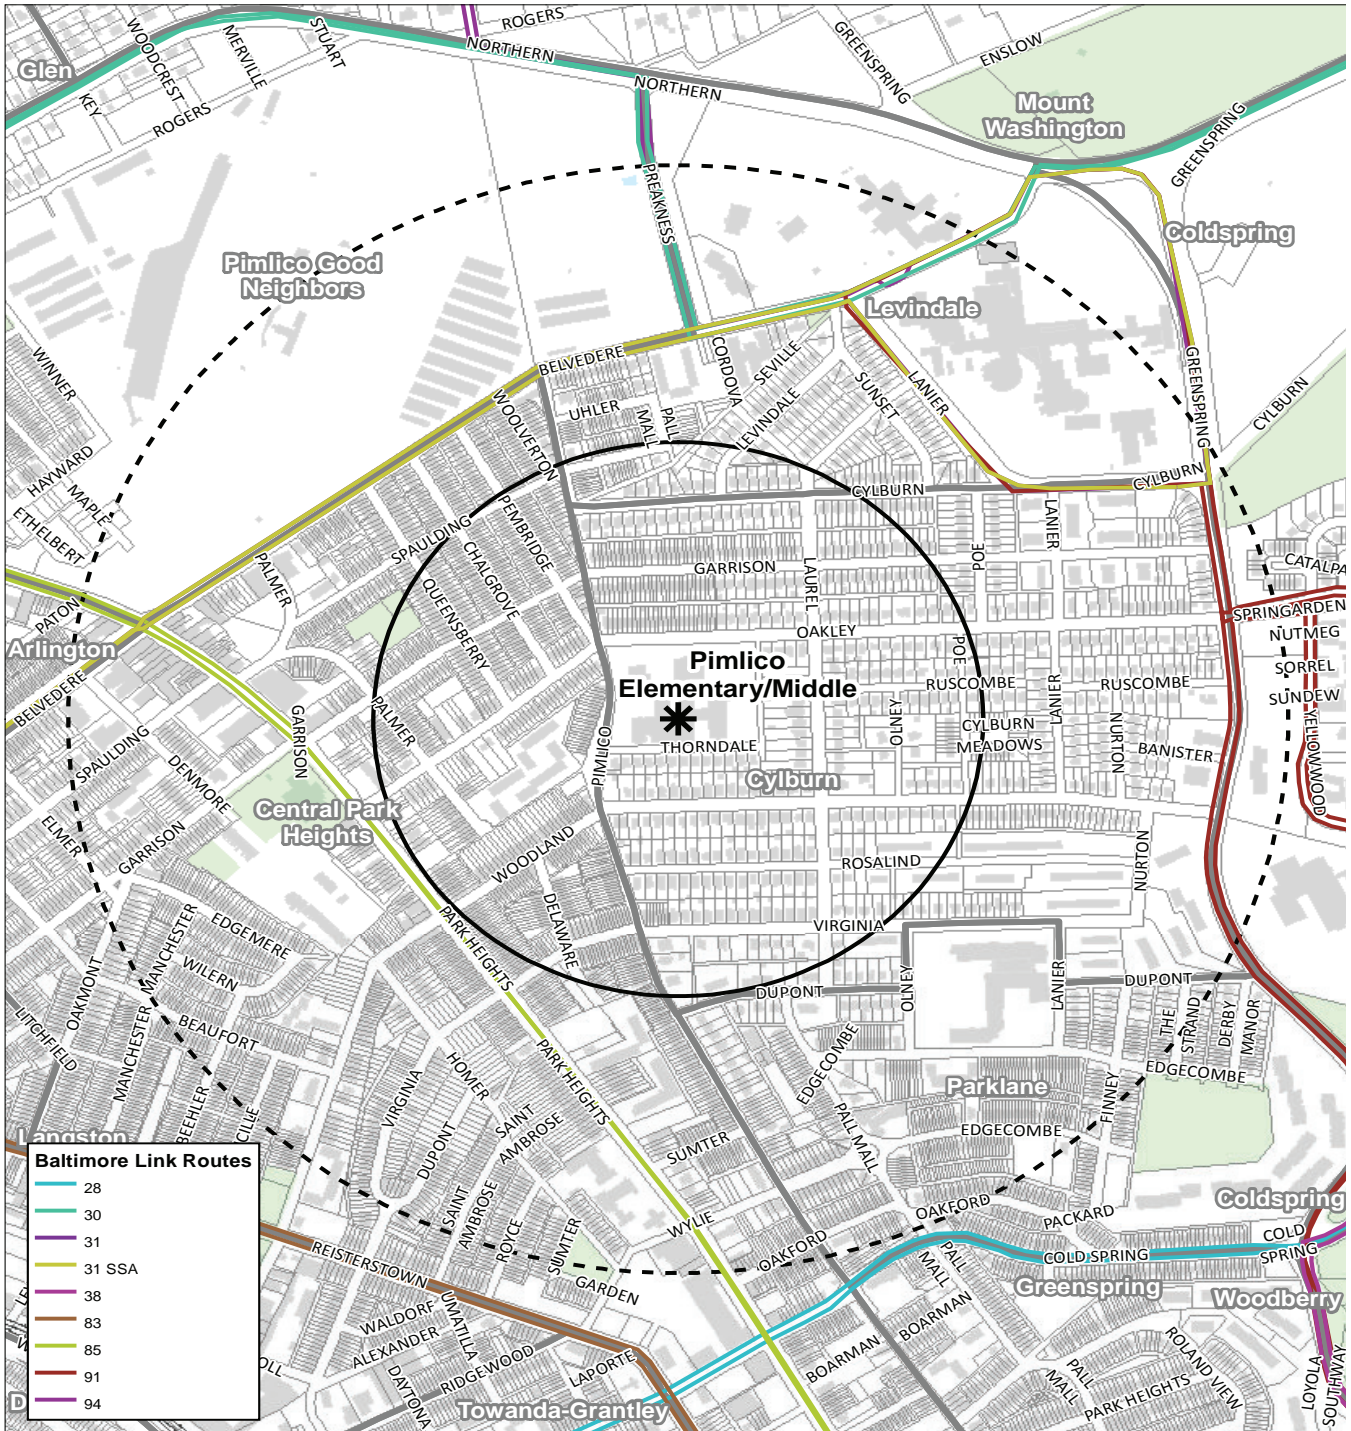 ROGERS
NORTHERN
NORTHERN
WOODCREST
MERVILLE
STUART
Glen
KEY
ROGERS
GREENSPRING
ENSLOW
Mount
Washington
GREENSPRING
PREAKNESS
Coldspring
Pimlico Good
Neighbors
Levindale
WINNER
BELVEDERE
CORDOVA
SEVILLE
SUNSET
LANIER
GREENSPRING
CYLBURN
WOOLVERTON
UHLER
MALL
PALL
LEVINDALE
HAYWARD
MAPLE
ETHELBERT
CYLBURN
CYLBURN
PEMBRIDGE
SPAULDING
CHALGROVE
QUEENSBERRY
PALMER
LANIER
POE
GARRISON
LAUREL
CATALPA
PATON
SPRINGARDEN
OAKLEY
NUTMEG
Arlington
POE
Pimlico
Elementary/Middle
RUSCOMBE
RUSCOMBE
SORREL
SUNDEW
BELVEDERE
LANIER
PALMER
GARRISON
OLNEY
CYLBURN
MEADOWS
NURTON
BANISTER
YELLOWWOOD
SPAULDING
PIMLICO
THORNDALE
DENMORE
Cylburn
Central Park
Heights
ELMER
GARRISON
WOODLAND
ROSALIND
NURTON
DELAWARE
VIRGINIA
MANCHESTER
EDGEMERE
PARK HEIGHTS
WILERN
OAKMONT
DUPONT
OLNEY
LANIER
DUPONT
LITCHFIELD
MANCHESTER
BEAUFORT
THE
STRAND
DERBY
MANOR
EDGECOMBE
PARK HEIGHTS
HOMER
EDGECOMBE
Parklane
FINNEY
VIRGINIA
BEEHLER
CILLE
SAINT
AMBROSE
PALL MALL
EDGECOMBE
Langston
DUPONT
SUMTER
Baltimore Link Routes
28
30
31
31 SSA
38
83
85
91
94
SAINT
AMBROSE
ROYCE
SUMTER
WYLIE
OAKFORD
PACKARD
Coldspring
REISTERSTOWN
OAKFORD
PALL
MALL
COLD SPRING
COLD
SPRING
GARDEN
Greenspring
Woodberry
WALDORF
UMATILLA
ALEXANDER
BOARMAN
BOARMAN
ROLAND VIEW
RIDGEWOOD
LAPORTE
DAYTONA
PALL
MALL
PARK HEIGHTS
LOYOLA
SOUTHWAY
OLL
Towanda-Grantley